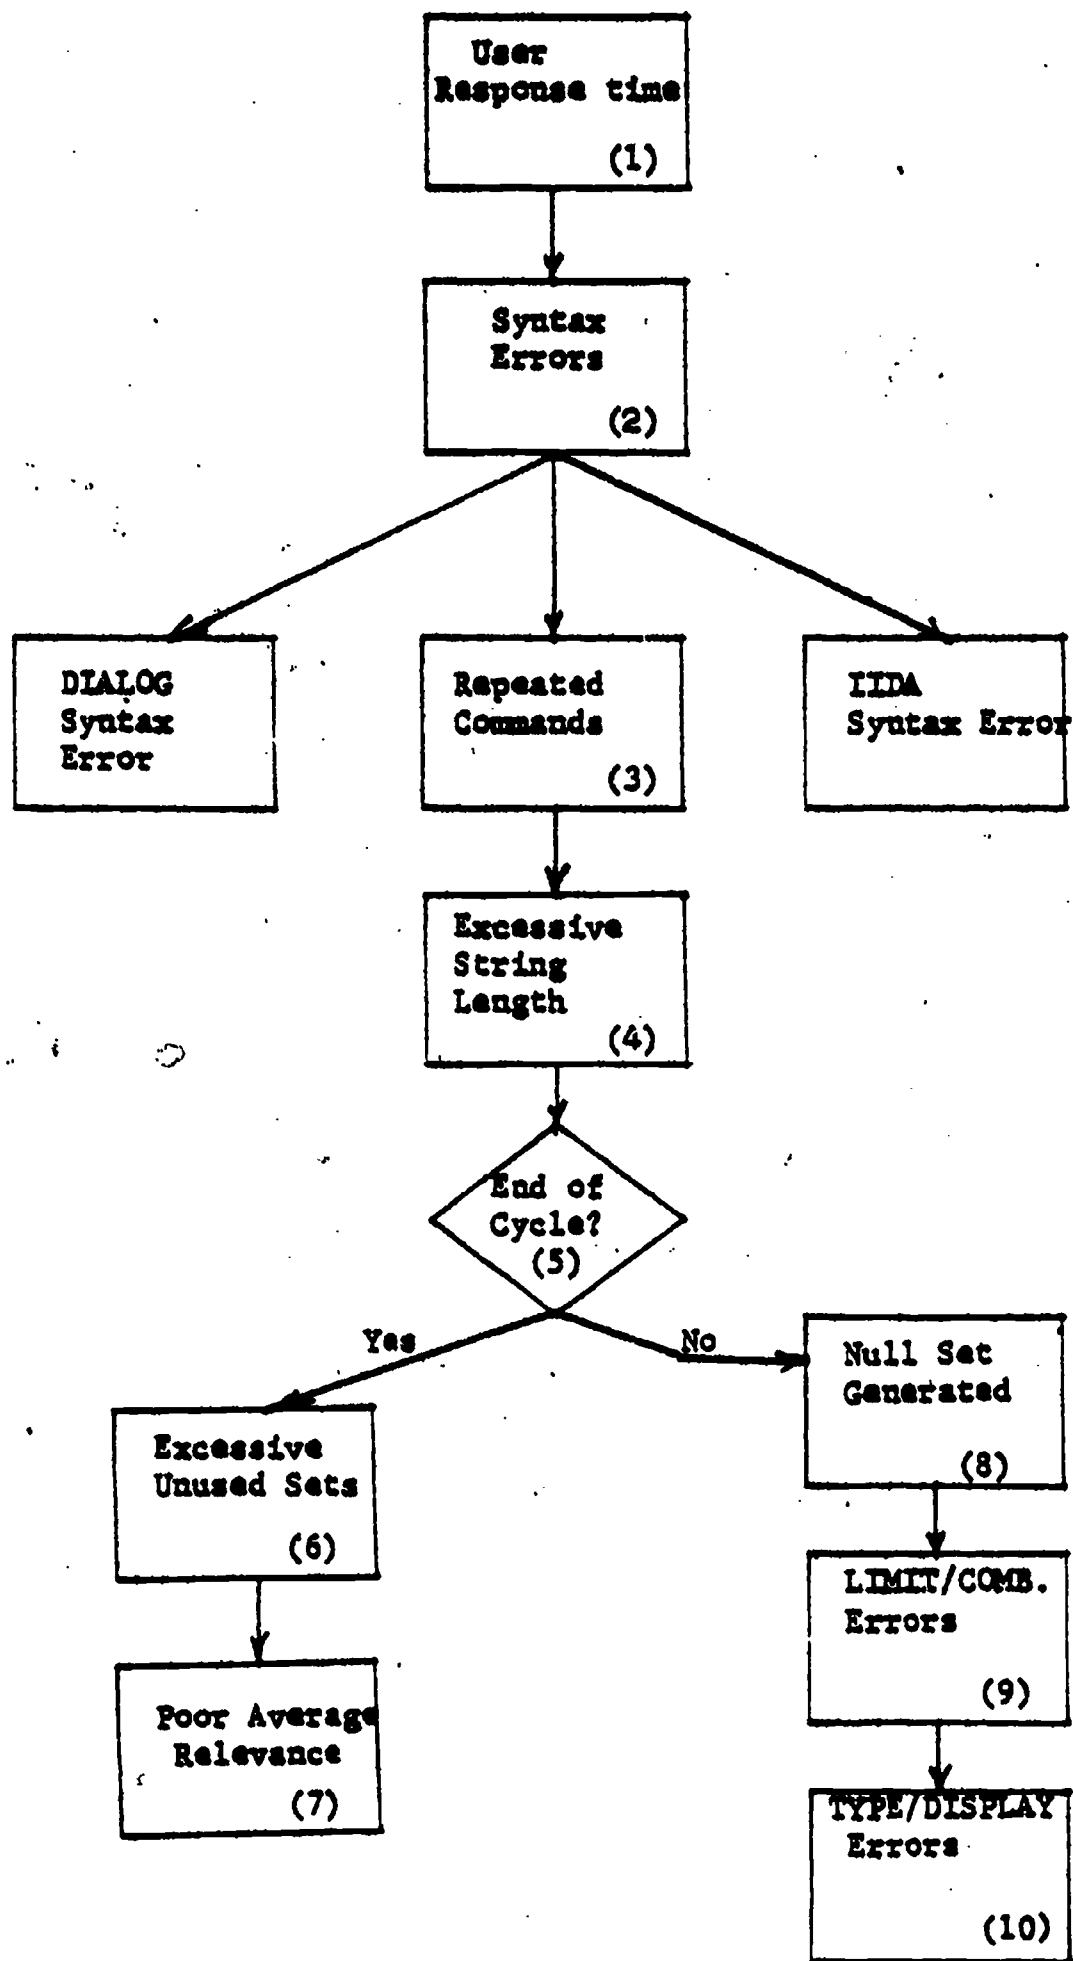 User
Response time
(1)
Syntax
Errors
(2)
DIALOG
Syntax
Error
Repeated
Commands
(3)
IIDA
Syntax Error
Excessive
String
Length
(4)
End of
Cycle?
(5)
Yes
No
Null Set
Generated
(8)
Excessive
Unused Sets
(6)
LIMIT/COMB.
Errors
(9)
Poor Average
Relevance
(7)
TYPE/DISPLAY
Errors
(10)